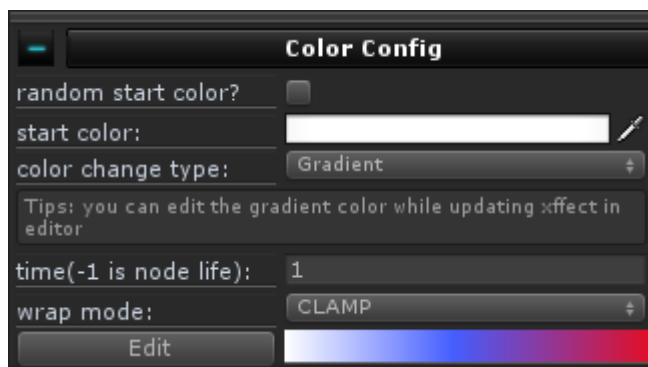 Color Config
random start color?
start color:
color change type: Gradient
Tips: you can edit the gradient color while updating xffect in
editor
time(-1 is node life): 1
wrap mode: CLAMP
Edit